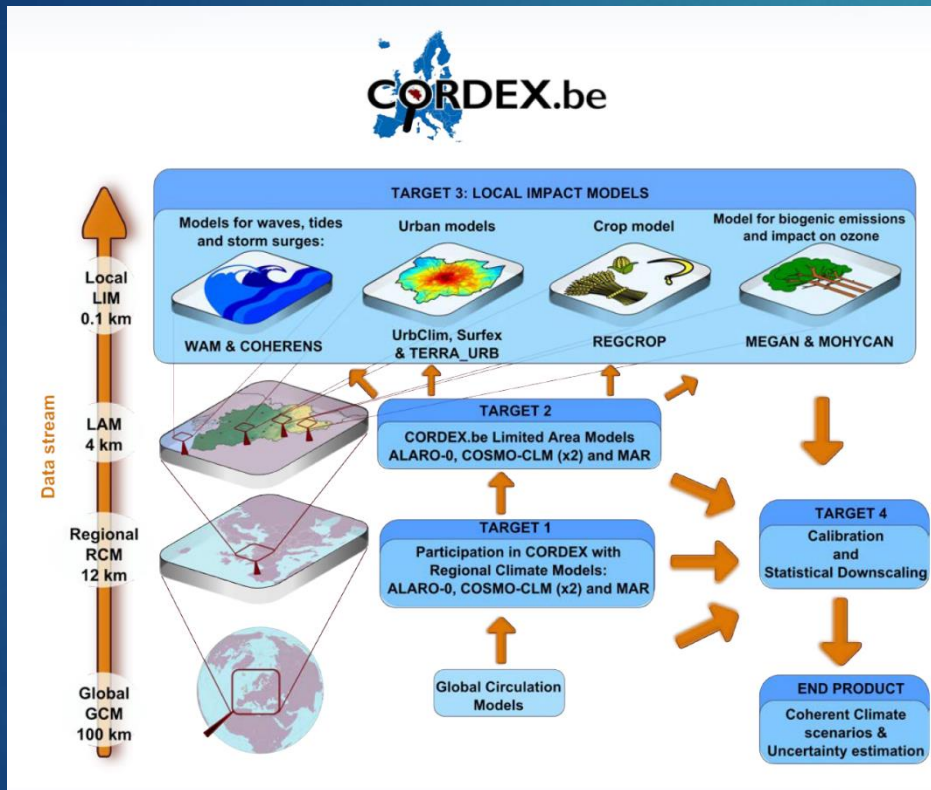 CORDEX.be
TARGET 3: LOCAL IMPACT MODELS
Models for waves, tides
and storm surges:
WAM & COHERENS
Urban models
UrbClim, Surfex
& TERRA_URB
Crop model
REGCROP
Model for biogenic emissions
and impact on ozone
MEGAN & MOHYCAN
Data stream
Local
LIM
0.1 km
LAM
4 km
Regional
RCM
12 km
Global
GCM
100 km
TARGET 2
CORDEX.be Limited Area Models
ALARO-0, COSMO-CLM (x2) and MAR
TARGET 1
Participation in CORDEX with
Regional Climate Models:
ALARO-0, COSMO-CLM (x2) and MAR
Global Circulation
Models
TARGET 4
Calibration
and
Statistical Downscaling
END PRODUCT
Coherent Climate
scenarios &
Uncertainty estimation